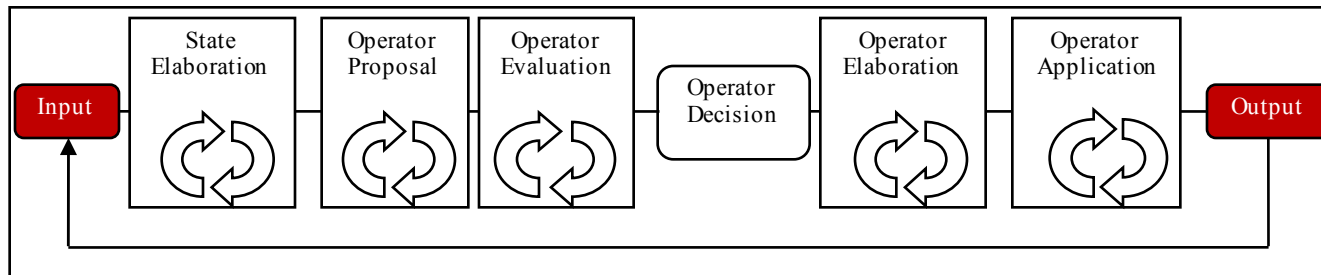 Input
State
Elaboration
Operator
Proposal
Operator
Evaluation
Operator
Decision
Operator
Elaboration
Operator
Application
Output